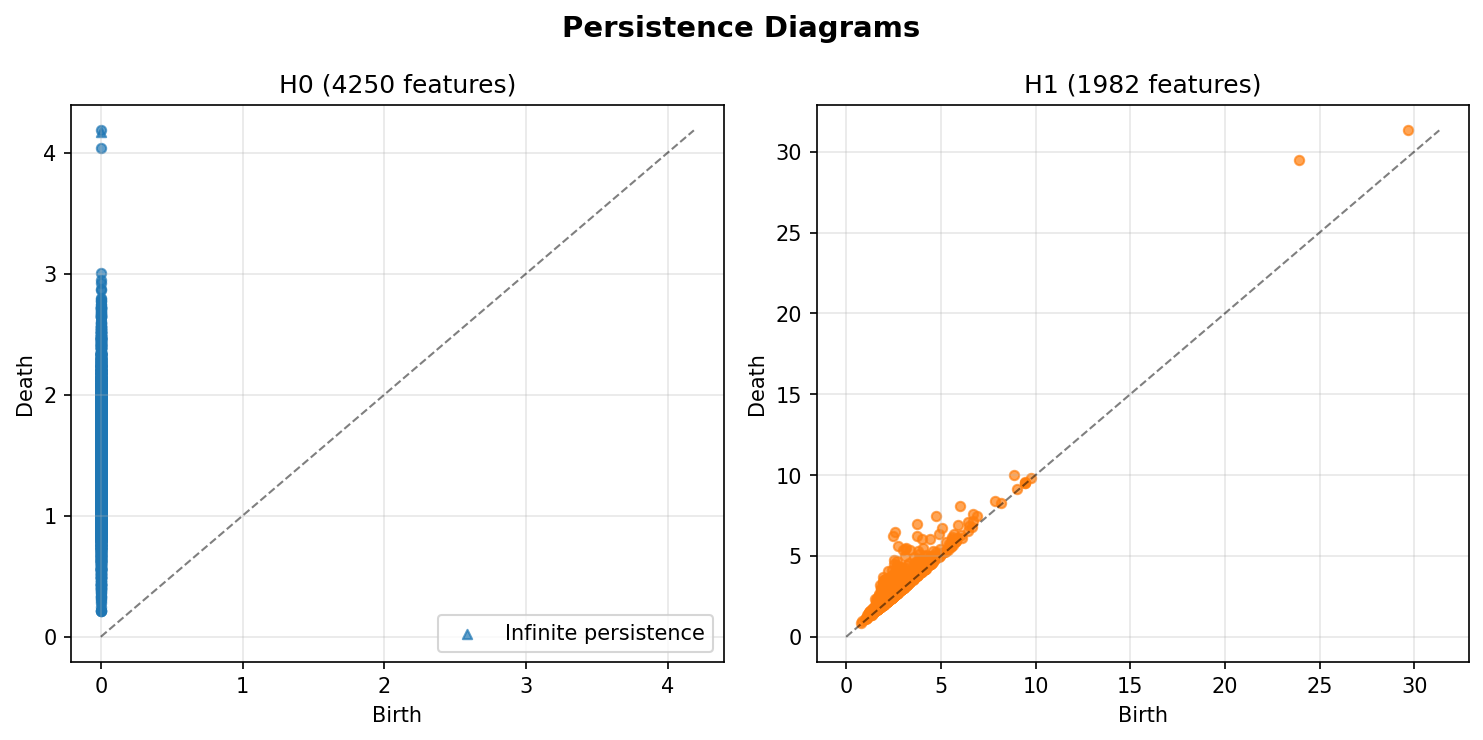 Persistence Diagrams
H0 (4250 features)
4
3
2
1
0
Death
0 1 2 3 4
Birth
Infinite persistence
H1 (1982 features)
30
25
20
15
10
5
0
Death
0 5 10 15 20 25 30
Birth